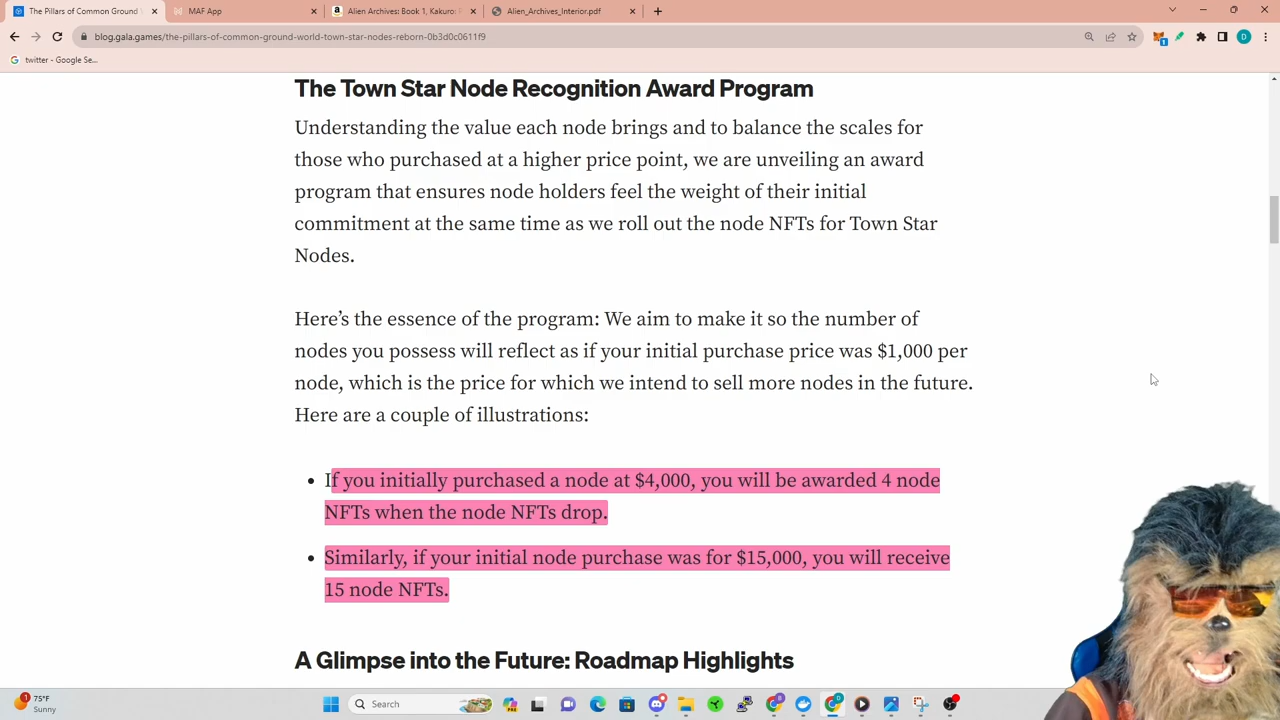 The Pillars of Common Ground
MAF App
Alien Archives: Book 1, Kakuro: 
Alien_Archives_Interior.pdf
blog.gala.games/the-pillars-of-common-ground-world-town-star-nodes-reborn-0b3d0c0611f9
twitter - Google Se...
The Town Star Node Recognition Award Program
Understanding the value each node brings and to balance the scales for
those who purchased at a higher price point, we are unveiling an award
program that ensures node holders feel the weight of their initial
commitment at the same time as we roll out the node NFTs for Town Star
Nodes.
Here’s the essence of the program: We aim to make it so the number of
nodes you possess will reflect as if your initial purchase price was $1,000 per
node, which is the price for which we intend to sell more nodes in the future.
Here are a couple of illustrations:
If you initially purchased a node at $4,000, you will be awarded 4 node
NFTs when the node NFTs drop.
Similarly, if your initial node purchase was for $15,000, you will receive
15 node NFTs.
A Glimpse into the Future: Roadmap Highlights
75°F
Sunny
Search